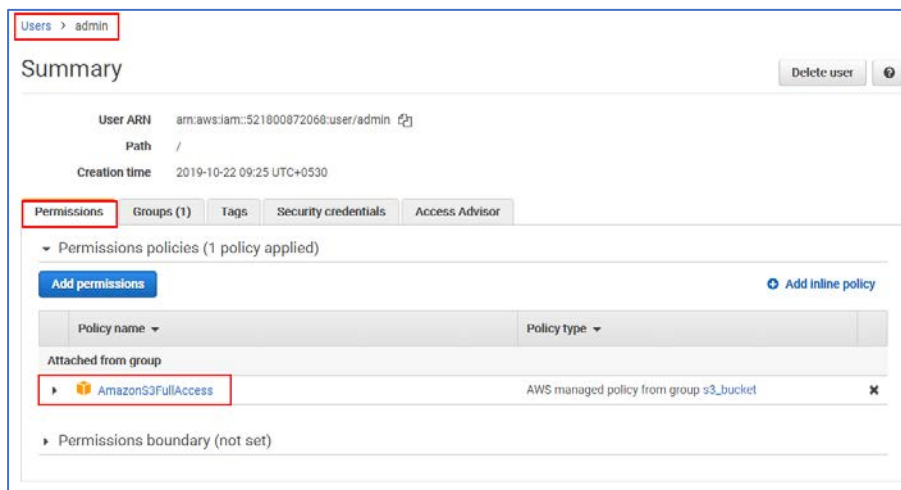 Users > admin
Summary
Delete user
User ARN arn:aws:iam::521800872068:user/admin
Path /
Creation time 2019-10-22 09:25 UTC+0530
Permissions Groups (1) Tags Security credentials Access Advisor
Permissions policies (1 policy applied)
Add permissions Add inline policy
Policy name Policy type
Attached from group
AmazonS3FullAccess AWS managed policy from group s3_bucket
Permissions boundary (not set)